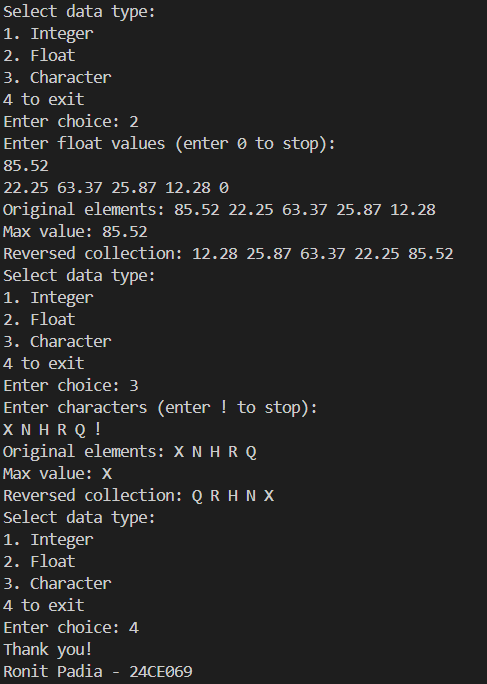 Select data type:
1. Integer
2. Float
3. Character
4 to exit
Enter choice: 2
Enter float values (enter 0 to stop):
85.52
22.25 63.37 25.87 12.28 0
Original elements: 85.52 22.25 63.37 25.87 12.28
Max value: 85.52
Reversed collection: 12.28 25.87 63.37 22.25 85.52
Select data type:
1. Integer
2. Float
3. Character
4 to exit
Enter choice: 3
Enter characters (enter ! to stop):
X N H R Q !
Original elements: X N H R Q
Max value: X
Reversed collection: Q R H N X
Select data type:
1. Integer
2. Float
3. Character
4 to exit
Enter choice: 4
Thank you!
Ronit Padia - 24CE069